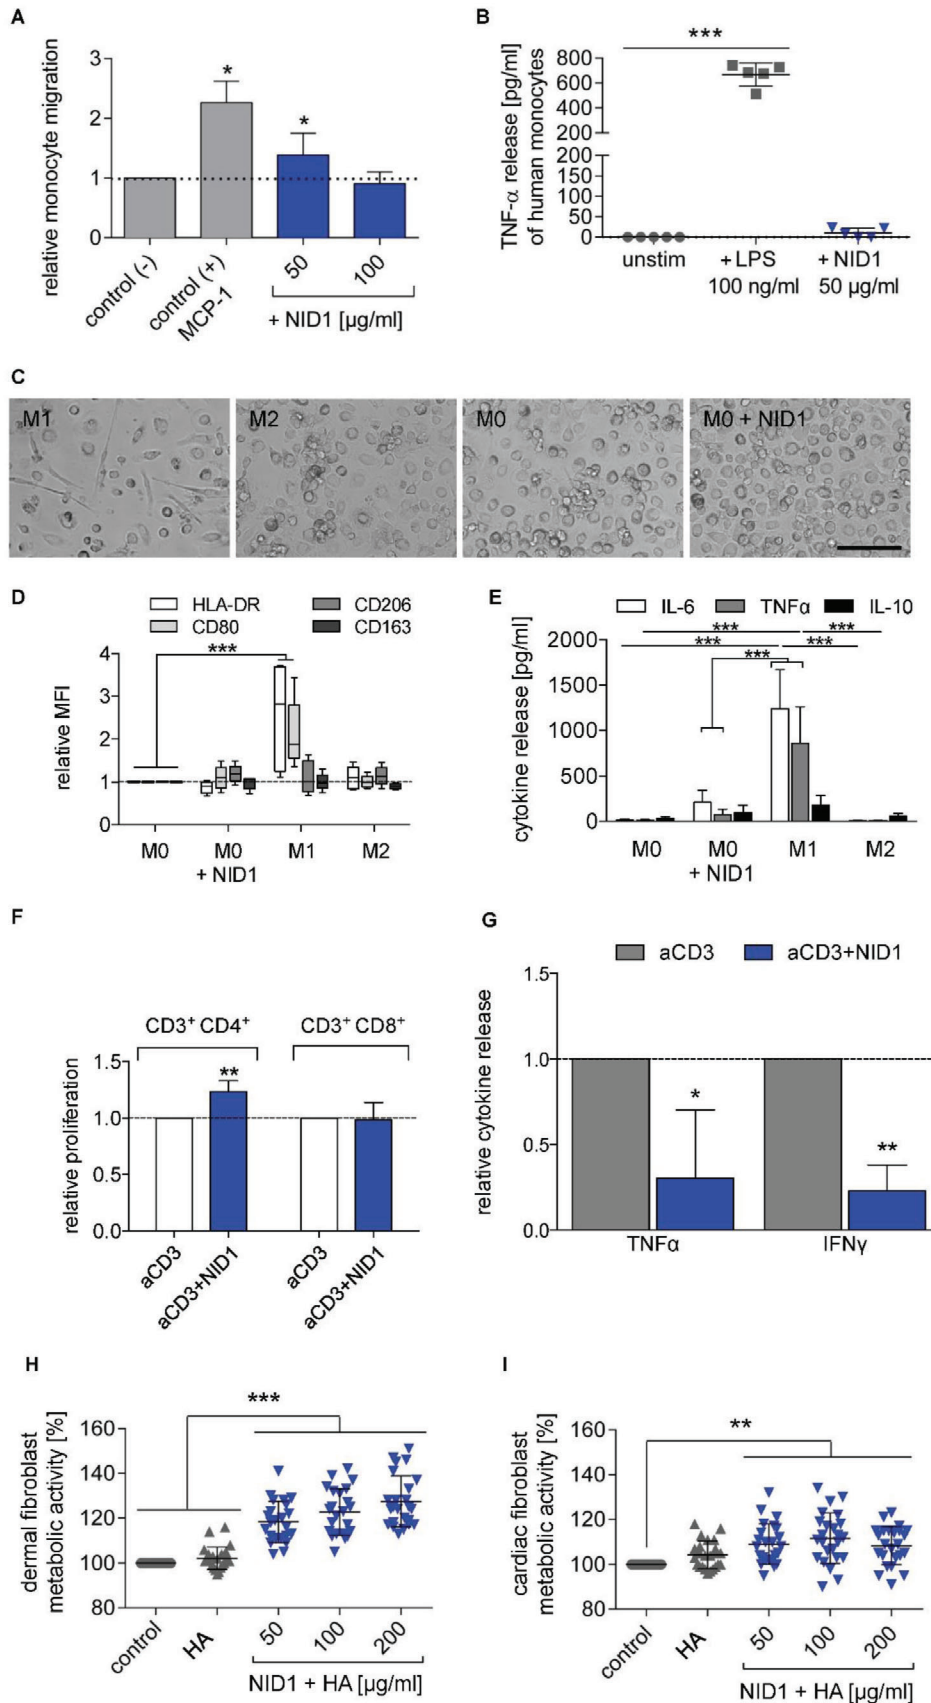 A
relative monocyte migration
3
2
1
0
*
*
control (-)
control (+)
MCP-1
50
100
+ NID1 [µg/ml]
B
TNF-α release [pg/ml]
of human monocytes
***
800
600
400
200
200
150
100
50
0
unstim
+ LPS
100 ng/ml
+ NID1
50 µg/ml
C
M1
M2
M0
M0 + NID1
D
HLA-DR
CD80
CD206
CD163
relative MFI
4
3
2
1
0
***
M0
M0
+ NID1
M1
M2
E
IL-6
TNFα
IL-10
cytokine release [pg/ml]
2000
1500
1000
500
0
***
***
***
***
***
M0
M0
+ NID1
M1
M2
F
CD3+ CD4+
CD3+ CD8+
relative proliferation
1.5
1.0
0.5
0.0
**
aCD3
aCD3+NID1
aCD3
aCD3+NID1
G
aCD3
aCD3+NID1
relative cytokine release
1.5
1.0
0.5
0.0
*
**
TNFα
IFNγ
H
dermal fibroblast
metabolic activity [%]
160
140
120
100
80
***
control
HA
50
100
200
NID1 + HA [µg/ml]
I
cardiac fibroblast
metabolic activity [%]
160
140
120
100
80
**
control
HA
50
100
200
NID1 + HA [µg/ml]